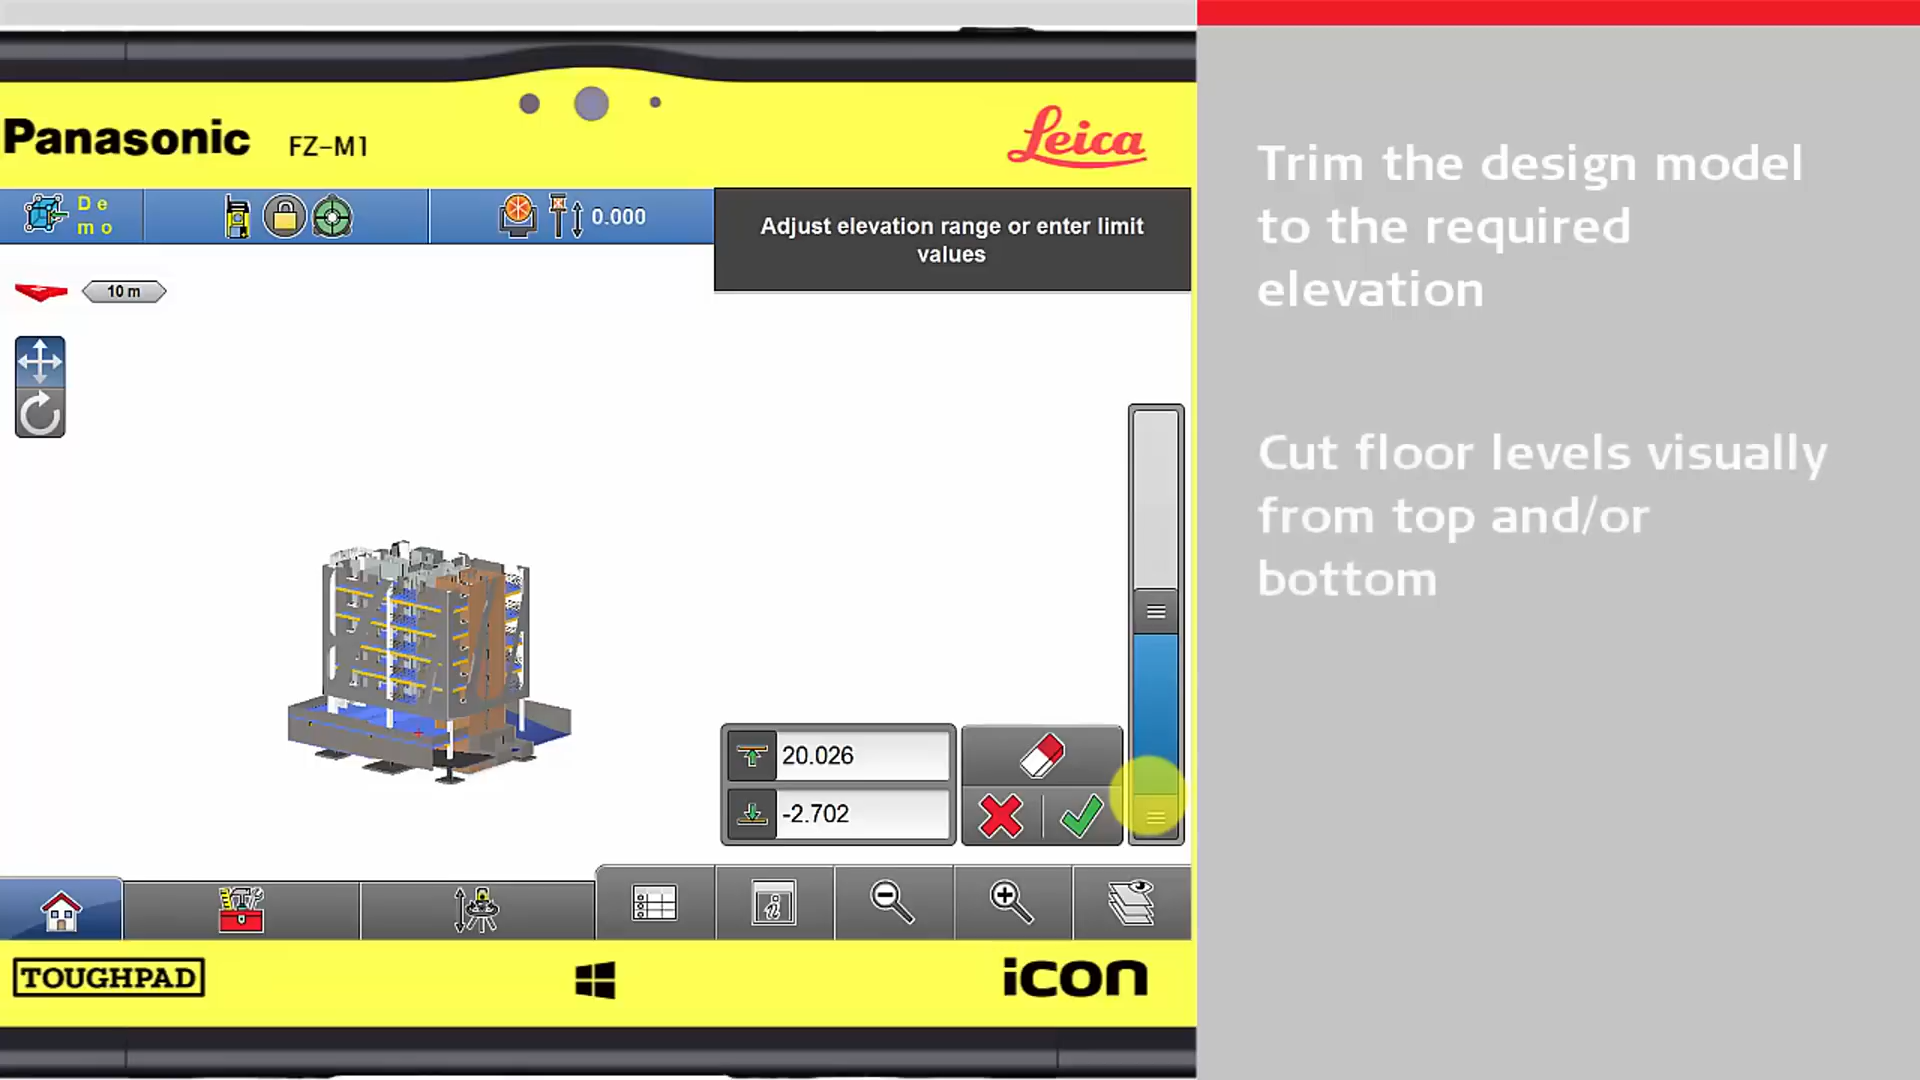 Panasonic FZ-M1
Leica
De
mo
0.000
Adjust elevation range or enter limit
values
10 m
20.026
-2.702
TOUGHPAD
icon
Trim the design model
to the required
elevation
Cut floor levels visually
from top and/or
bottom